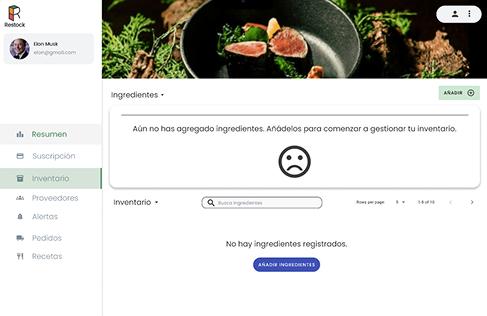 Restock
Elon Musk
elon@gmail.com
Resumen
Suscripción
Inventario
Proveedores
Alertas
Pedidos
Recetas
Ingredientes
AÑADIR
Aún no has agregado ingredientes. Añádelos para comenzar a gestionar tu inventario.
Inventario
Busca ingredientes
Rows per page: 5 1-5 of 10
No hay ingredientes registrados.
AÑADIR INGREDIENTES